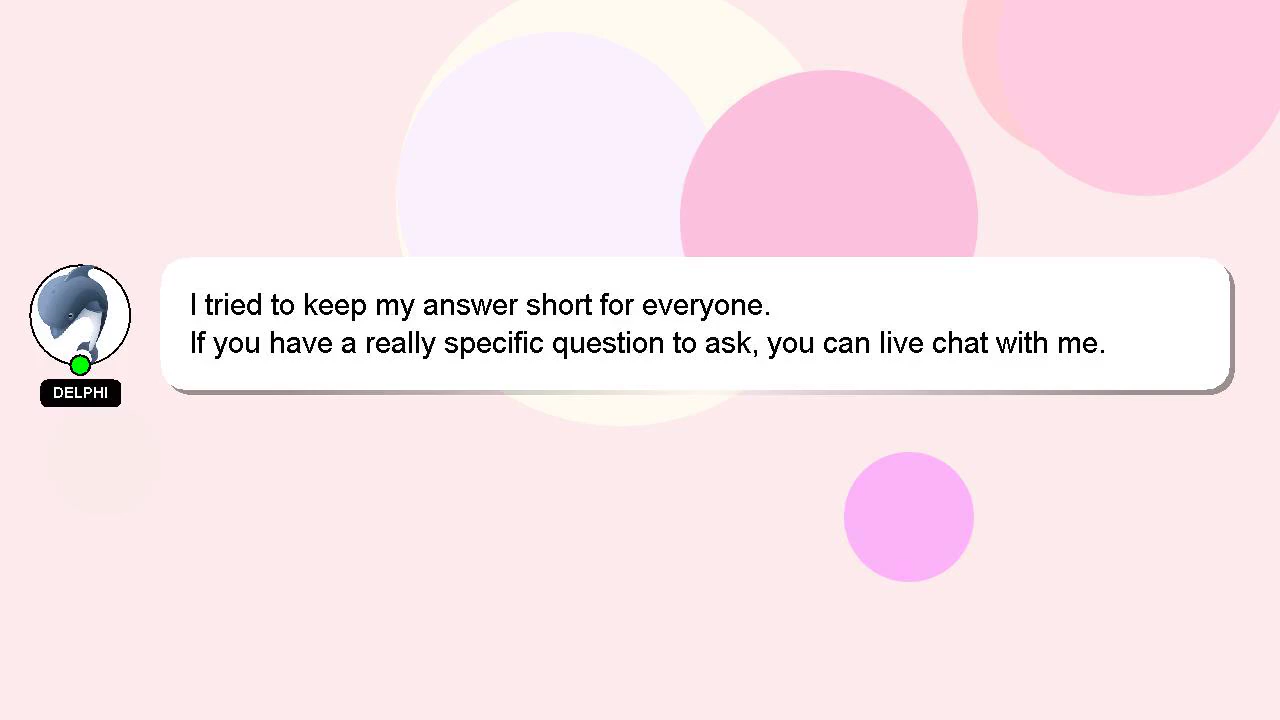 I tried to keep my answer short for everyone.
If you have a really specific question to ask, you can live chat with me.
DELPHI